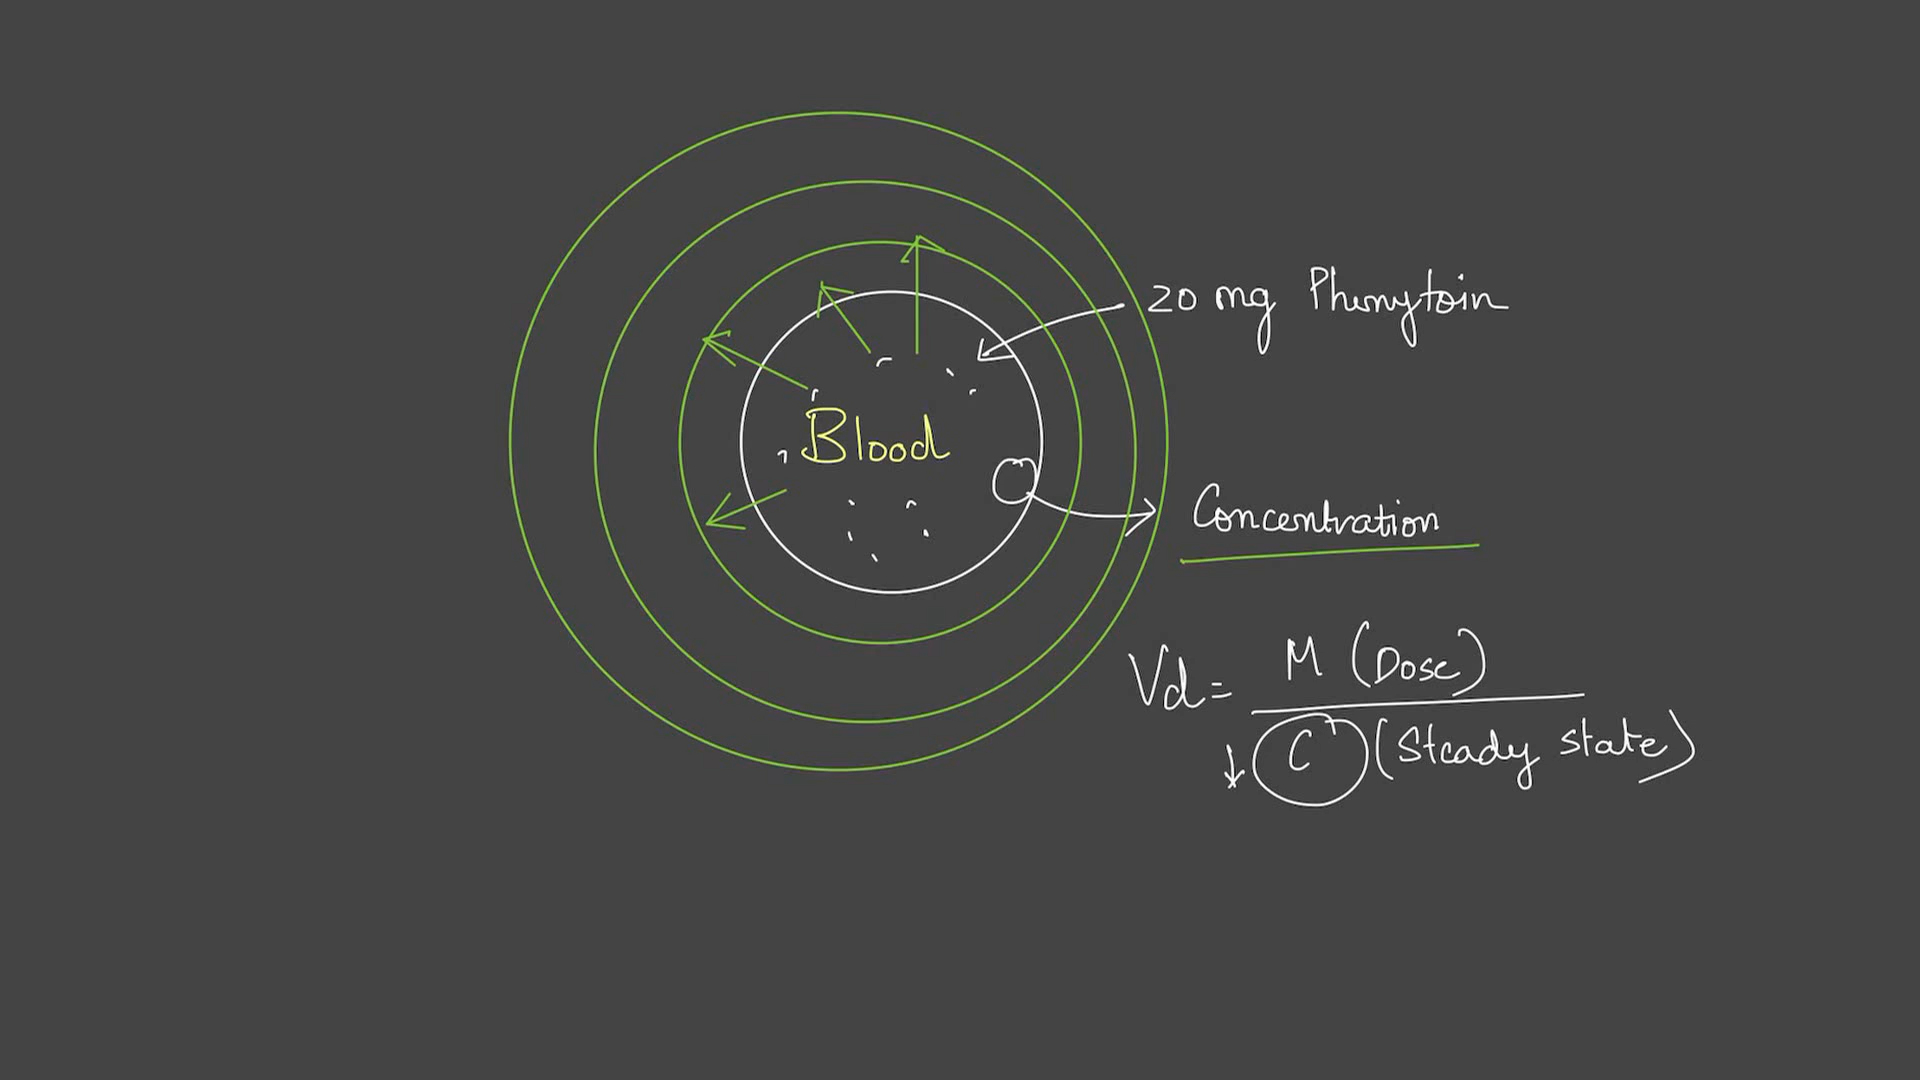 20 mg Phenytoin
Blood
Concentration
Vd = M (Dose)
↓ C (Steady state)